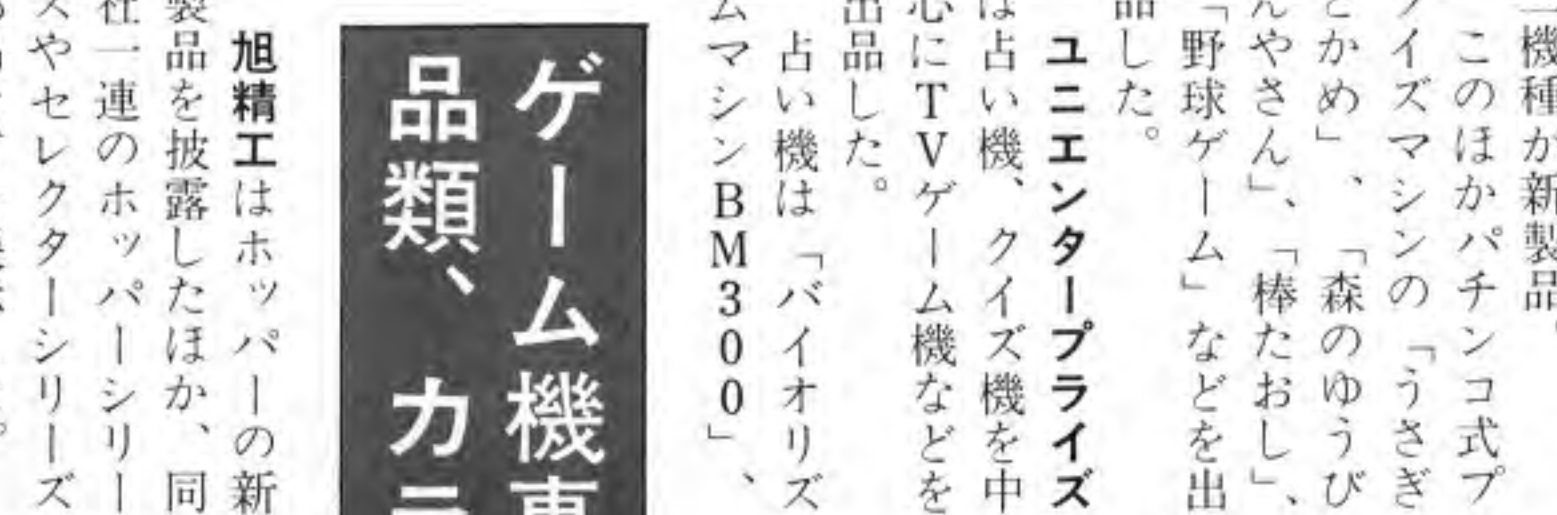 機種が新製品。
このほかパチンコ式プ
ライズマシンの「うさぎ
とかめ」、「森のゆうび
んやさん」、「棒たおし」、
「野球ゲーム」などを出
品した。
ユニエンタープライズ
は占い機、クイズ機を中
心にTVゲーム機などを
出品した。
占い機は「バイオリズ
ムマシンBM300」、
ゲーム機
品類、カラ
旭精工はホッパーの新
製品を披露したほか、同
社一連のホッパーシリー
スやセレクターシリーズ